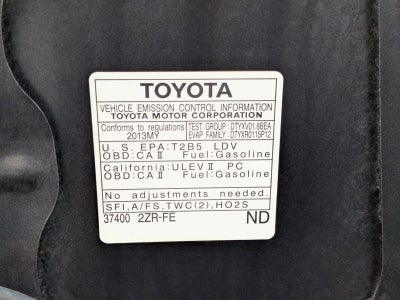 TOYOTA
VEHICLE EMISSION CONTROL INFORMATION
TOYOTA MOTOR CORPORATION
Conforms to regulations 2013MY
TEST GROUP : DTYXV01.8BEA
EVAP FAMILY : DTYXR0115P12
U. S. EPA:T2B5 LDV
OBD:CAⅡ Fuel:Gasoline
California:ULEVⅡ PC
OBD:CAⅡ Fuel:Gasoline
No adjustments needed.
SFI,A/FS,TWC(2),HO2S
37400 2ZR-FE ND